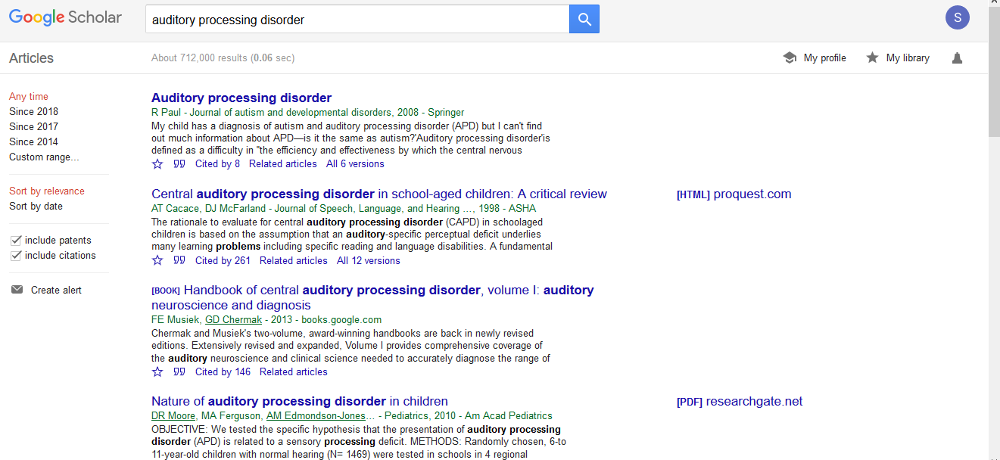 Google Scholar
auditory processing disorder
S
Articles
About 712,000 results (0.06 sec)
My profile
My library
Any time
Since 2018
Since 2017
Since 2014
Custom range...
Sort by relevance
Sort by date
include patents
include citations
Create alert
Auditory processing disorder
R Paul - Journal of autism and developmental disorders, 2008 - Springer
My child has a diagnosis of autism and auditory processing disorder (APD) but I can't find
out much information about APD—is it the same as autism?'Auditory processing disorder'is
defined as a difficulty in "the efficiency and effectiveness by which the central nervous
Cited by 8 Related articles All 6 versions
Central auditory processing disorder in school-aged children: A critical review
[HTML] proquest.com
AT Cacace, DJ McFarland - Journal of Speech, Language, and Hearing …, 1998 - ASHA
The rationale to evaluate for central auditory processing disorder (CAPD) in schoolaged
children is based on the assumption that an auditory-specific perceptual deficit underlies
many learning problems including specific reading and language disabilities. A fundamental
Cited by 261 Related articles All 12 versions
[BOOK] Handbook of central auditory processing disorder, volume I: auditory
neuroscience and diagnosis
FE Musiek, GD Chermak - 2013 - books.google.com
Chermak and Musiek's two-volume, award-winning handbooks are back in newly revised
editions. Extensively revised and expanded, Volume I provides comprehensive coverage of
the auditory neuroscience and clinical science needed to accurately diagnose the range of
Cited by 146 Related articles
Nature of auditory processing disorder in children
[PDF] researchgate.net
DR Moore, MA Ferguson, AM Edmondson-Jones… - Pediatrics, 2010 - Am Acad Pediatrics
OBJECTIVE: We tested the specific hypothesis that the presentation of auditory processing
disorder (APD) is related to a sensory processing deficit. METHODS: Randomly chosen, 6-to
11-year-old children with normal hearing (N= 1469) were tested in schools in 4 regional